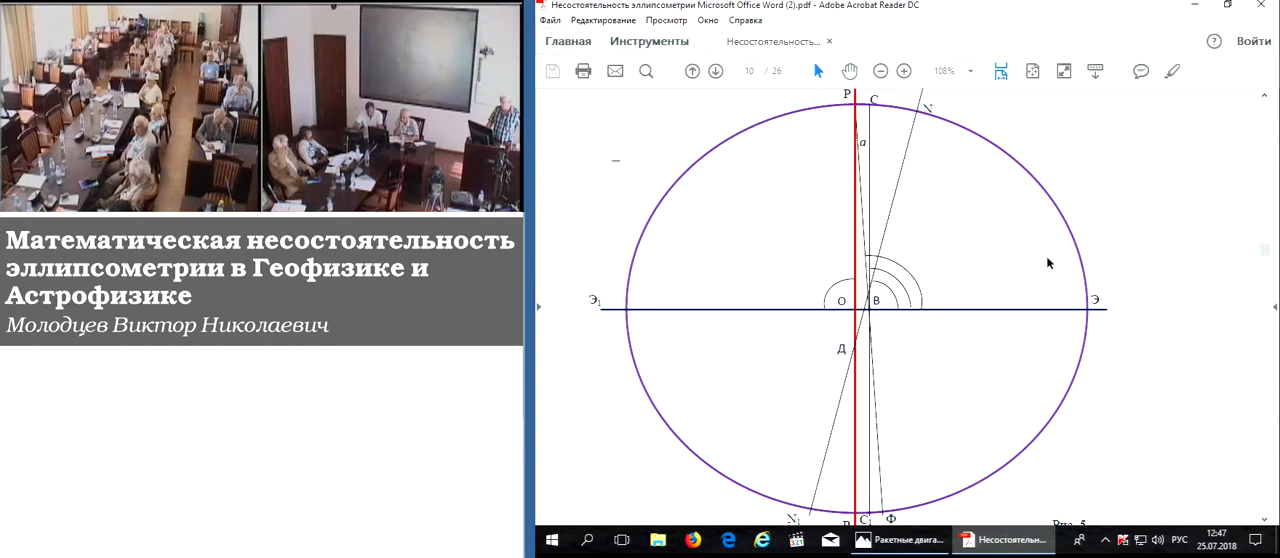 Математическая несостоятельность
эллипсометрии в Геофизике и
Астрофизике
Молодцев Виктор Николаевич
Несостоятельность эллипсометрии Microsoft Office Word (2).pdf - Adobe Acrobat Reader DC
Файл Редактирование Просмотр Окно Справка
Главная Инструменты Несостоятельность... ×
? Войти
10 / 26 108%
P C N
a
Э₁ O B Э
Д
N₁ P C₁ Ф
Рис. 5
321 Ракетные двига... Несостоятельн... РУС 12:47
25.07.2018